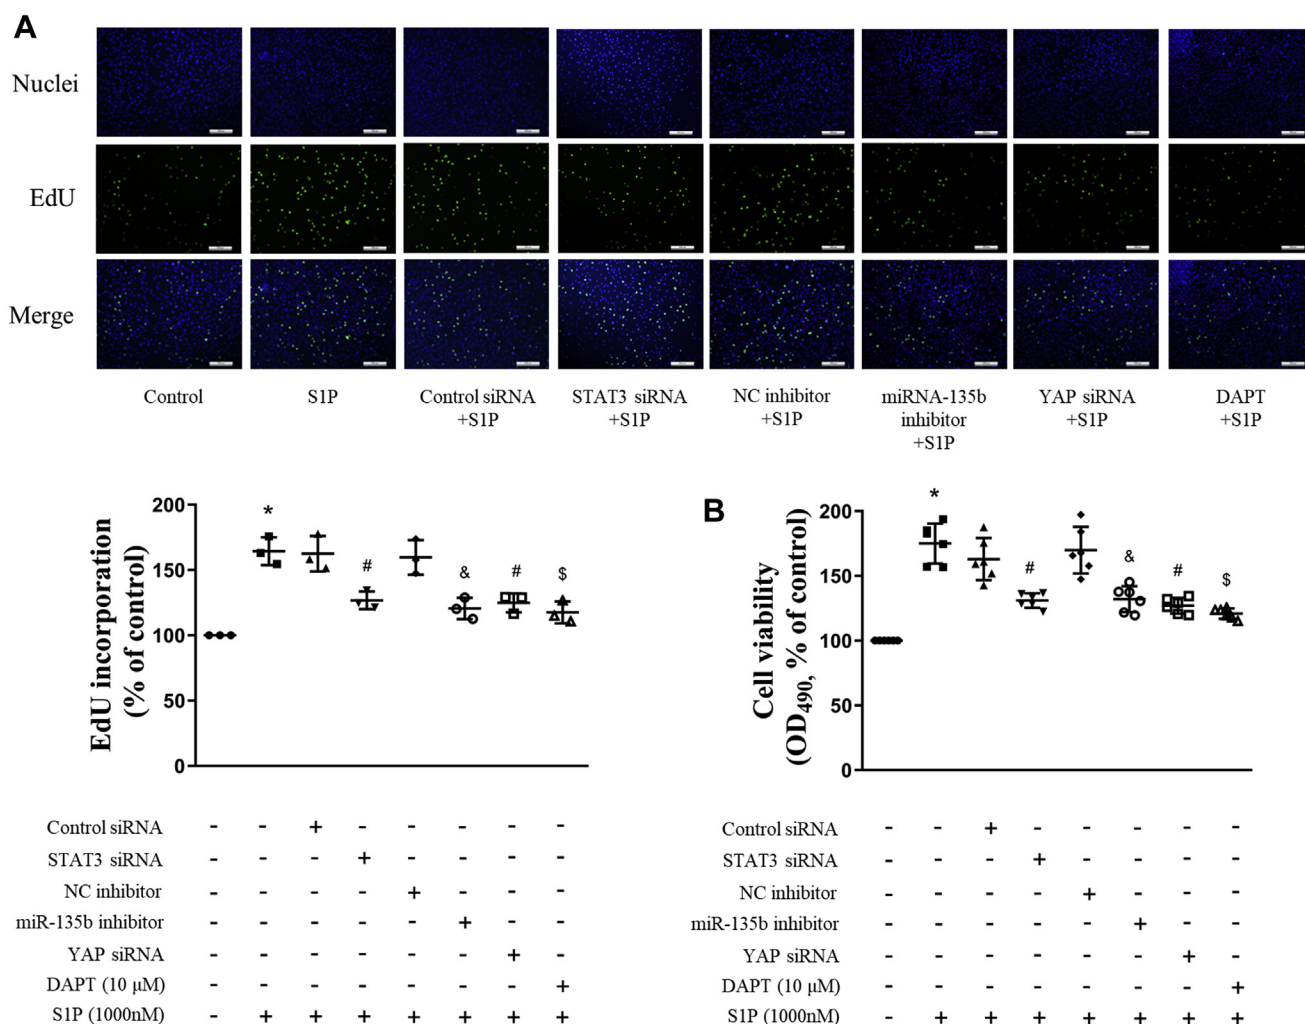 A
Nuclei
EdU
Merge
Control
S1P
Control siRNA
+S1P
STAT3 siRNA
+S1P
NC inhibitor
+S1P
miRNA-135b
inhibitor
+S1P
YAP siRNA
+S1P
DAPT
+S1P
EdU incorporation
(% of control)
200
150
100
50
0
*
#
&
#
$
Control siRNA - - + - - - - -
STAT3 siRNA - - - + - - - -
NC inhibitor - - - - + - - -
miR-135b inhibitor - - - - - + - -
YAP siRNA - - - - - - + -
DAPT (10 μM) - - - - - - - +
S1P (1000nM) - + + + + + + +
B
Cell viability
(OD490, % of control)
200
150
100
50
0
*
#
&
#
$
Control siRNA - - + - - - - -
STAT3 siRNA - - - + - - - -
NC inhibitor - - - - + - - -
miR-135b inhibitor - - - - - + - -
YAP siRNA - - - - - - + -
DAPT (10 μM) - - - - - - - +
S1P (1000nM) - + + + + + + +